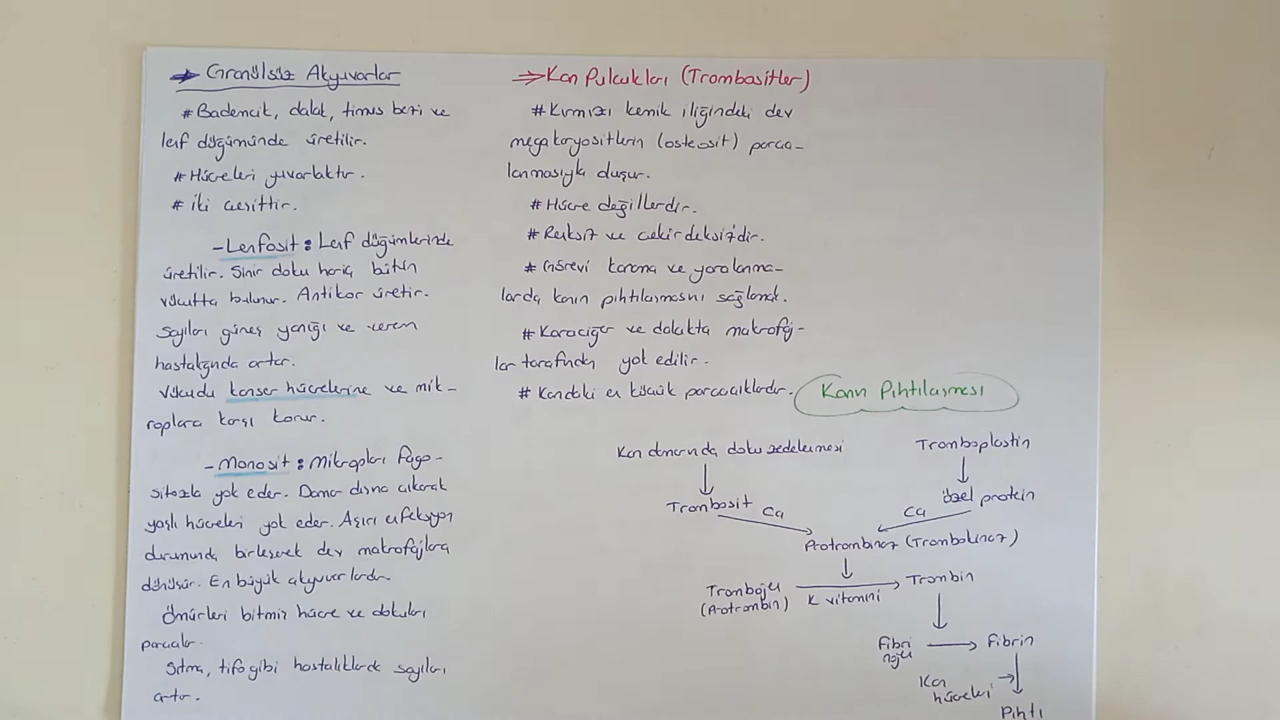 → Granülsüz Akyuvarlar
# Bademcik, dalak, timus bezi ve
lenf düğümünde üretilir.
# Hücreleri yuvarlaktır.
# İki çeşittir.
- Lenfosit : Lenf düğümlerinde
üretilir. Sinir doku hariç bütün
vücutta bulunur. Antikor üretir.
Sayıları güneş yanığı ve verem
hastalığında artar.
Vücudu kanser hücrelerine ve mik-
roplara karşı korur.
- Monosit : Mikropları fago-
sitozla yok eder. Damar dışına çıkarak
yaşlı hücreleri yok eder. Aşırı enfeksiyon
durumunda birleşerek dev makrofajlara
dönüşür. En büyük akyuvarlardır.
Ömürleri bitmiş hücre ve dokuları
parçalar.
Sıtma, tifo gibi hastalıklarda sayıları
artar.
⇒ Kan Pulcukları (Trombositler)
# Kırmızı kemik iliğindeki dev
megakaryositlerin (osteosit) parça-
lanmasıyla oluşur.
# Hücre değillerdir.
# Renksiz ve çekirdeksizdir.
# Görevi kanama ve yaralanma-
larda kanın pıhtılaşmasını sağlamak.
# Karaciğer ve dalakta makrofaj-
lar tarafından yok edilir.
# Kandaki en küçük parçacıklardır.
Kanın Pıhtılaşması
Kan damarında doku zedelenmesi
↓
Trombosit
Ca
Tromboplastin
↓
özel protein
Ca
Protrombinaz (Trombokinaz)
↓
Trombojen
(Protrombin)
K vitamini
→ Trombin
↓
Fibri
nojen
→ Fibrin
Kan
hücreleri →
↓
Pıhtı